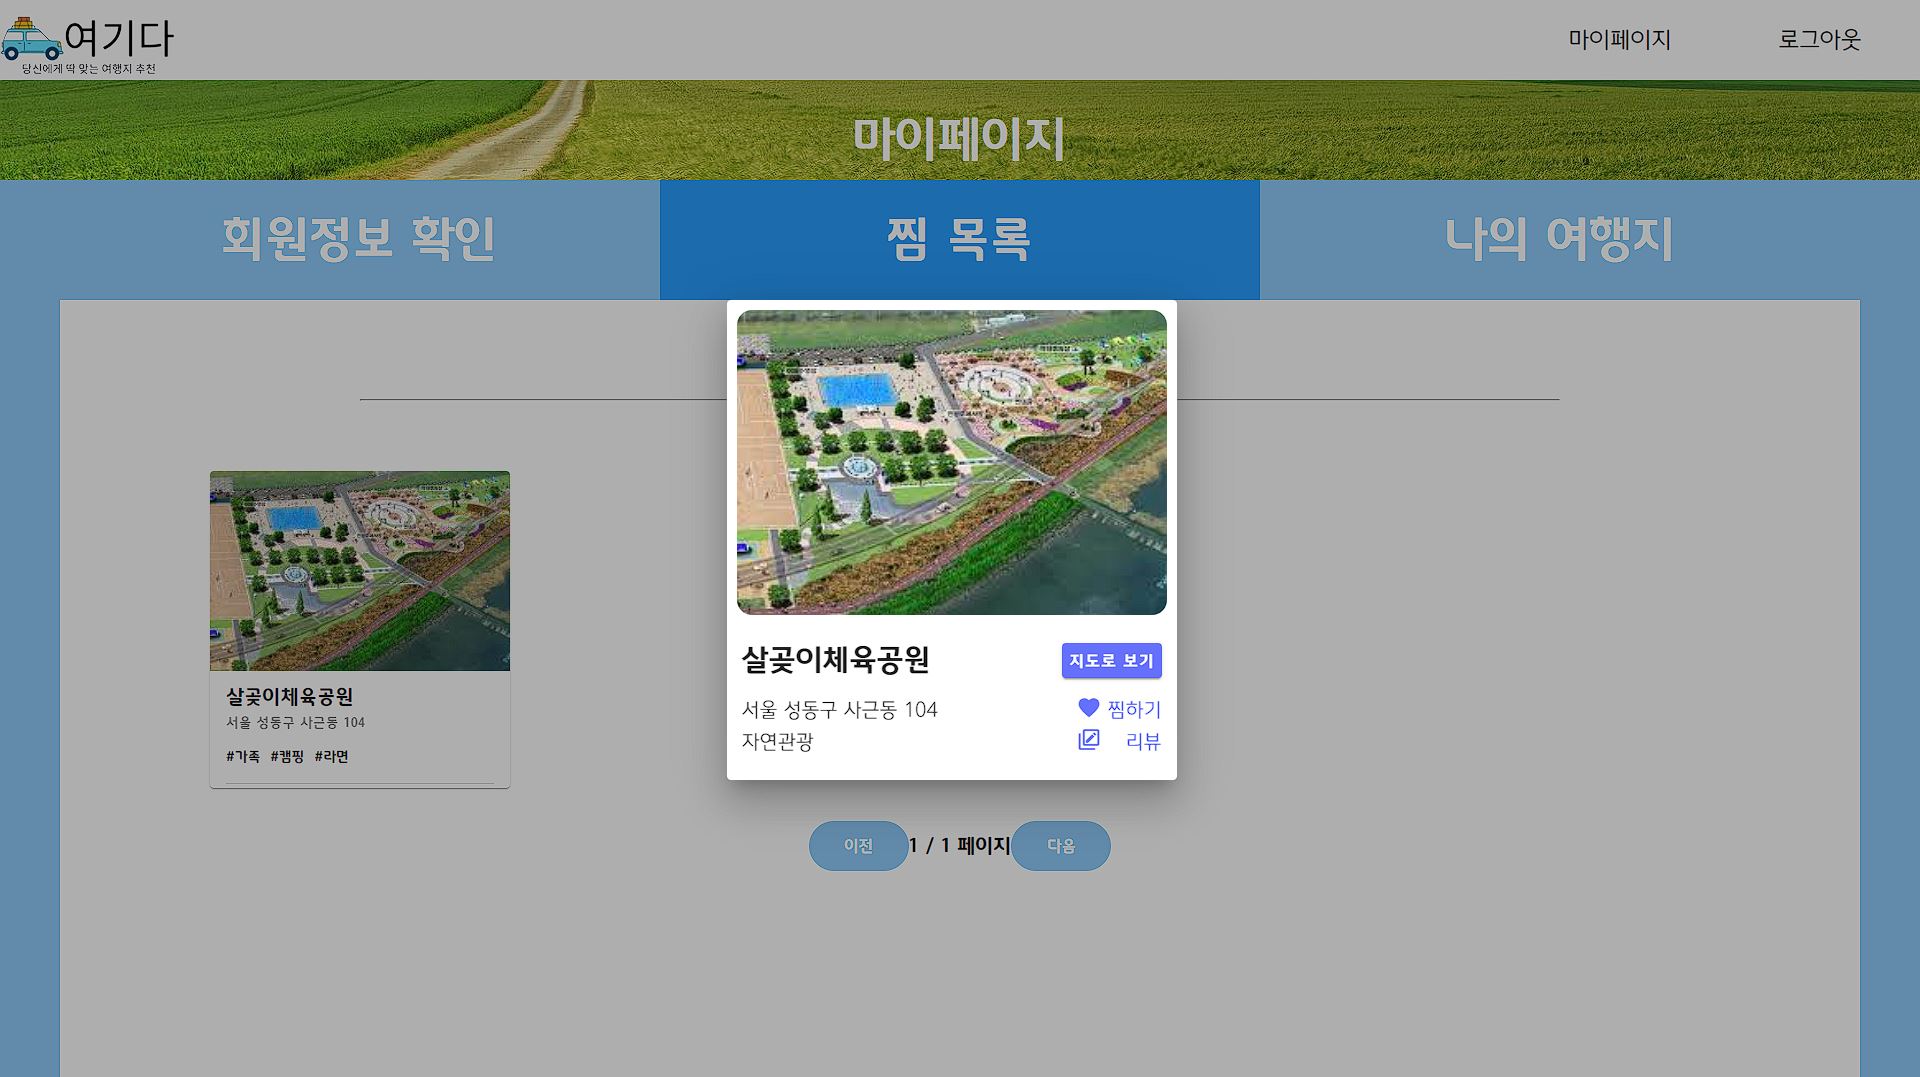 여기다
당신에게 딱 맞는 여행지 추천
마이페이지
로그아웃
마이페이지
회원정보 확인
찜 목록
나의 여행지
살곶이체육공원
지도로 보기
서울 성동구 사근동 104
찜하기
자연관광
리뷰
살곶이체육공원
서울 성동구 사근동 104
#가족 #캠핑 #라면
이전
1 / 1 페이지
다음